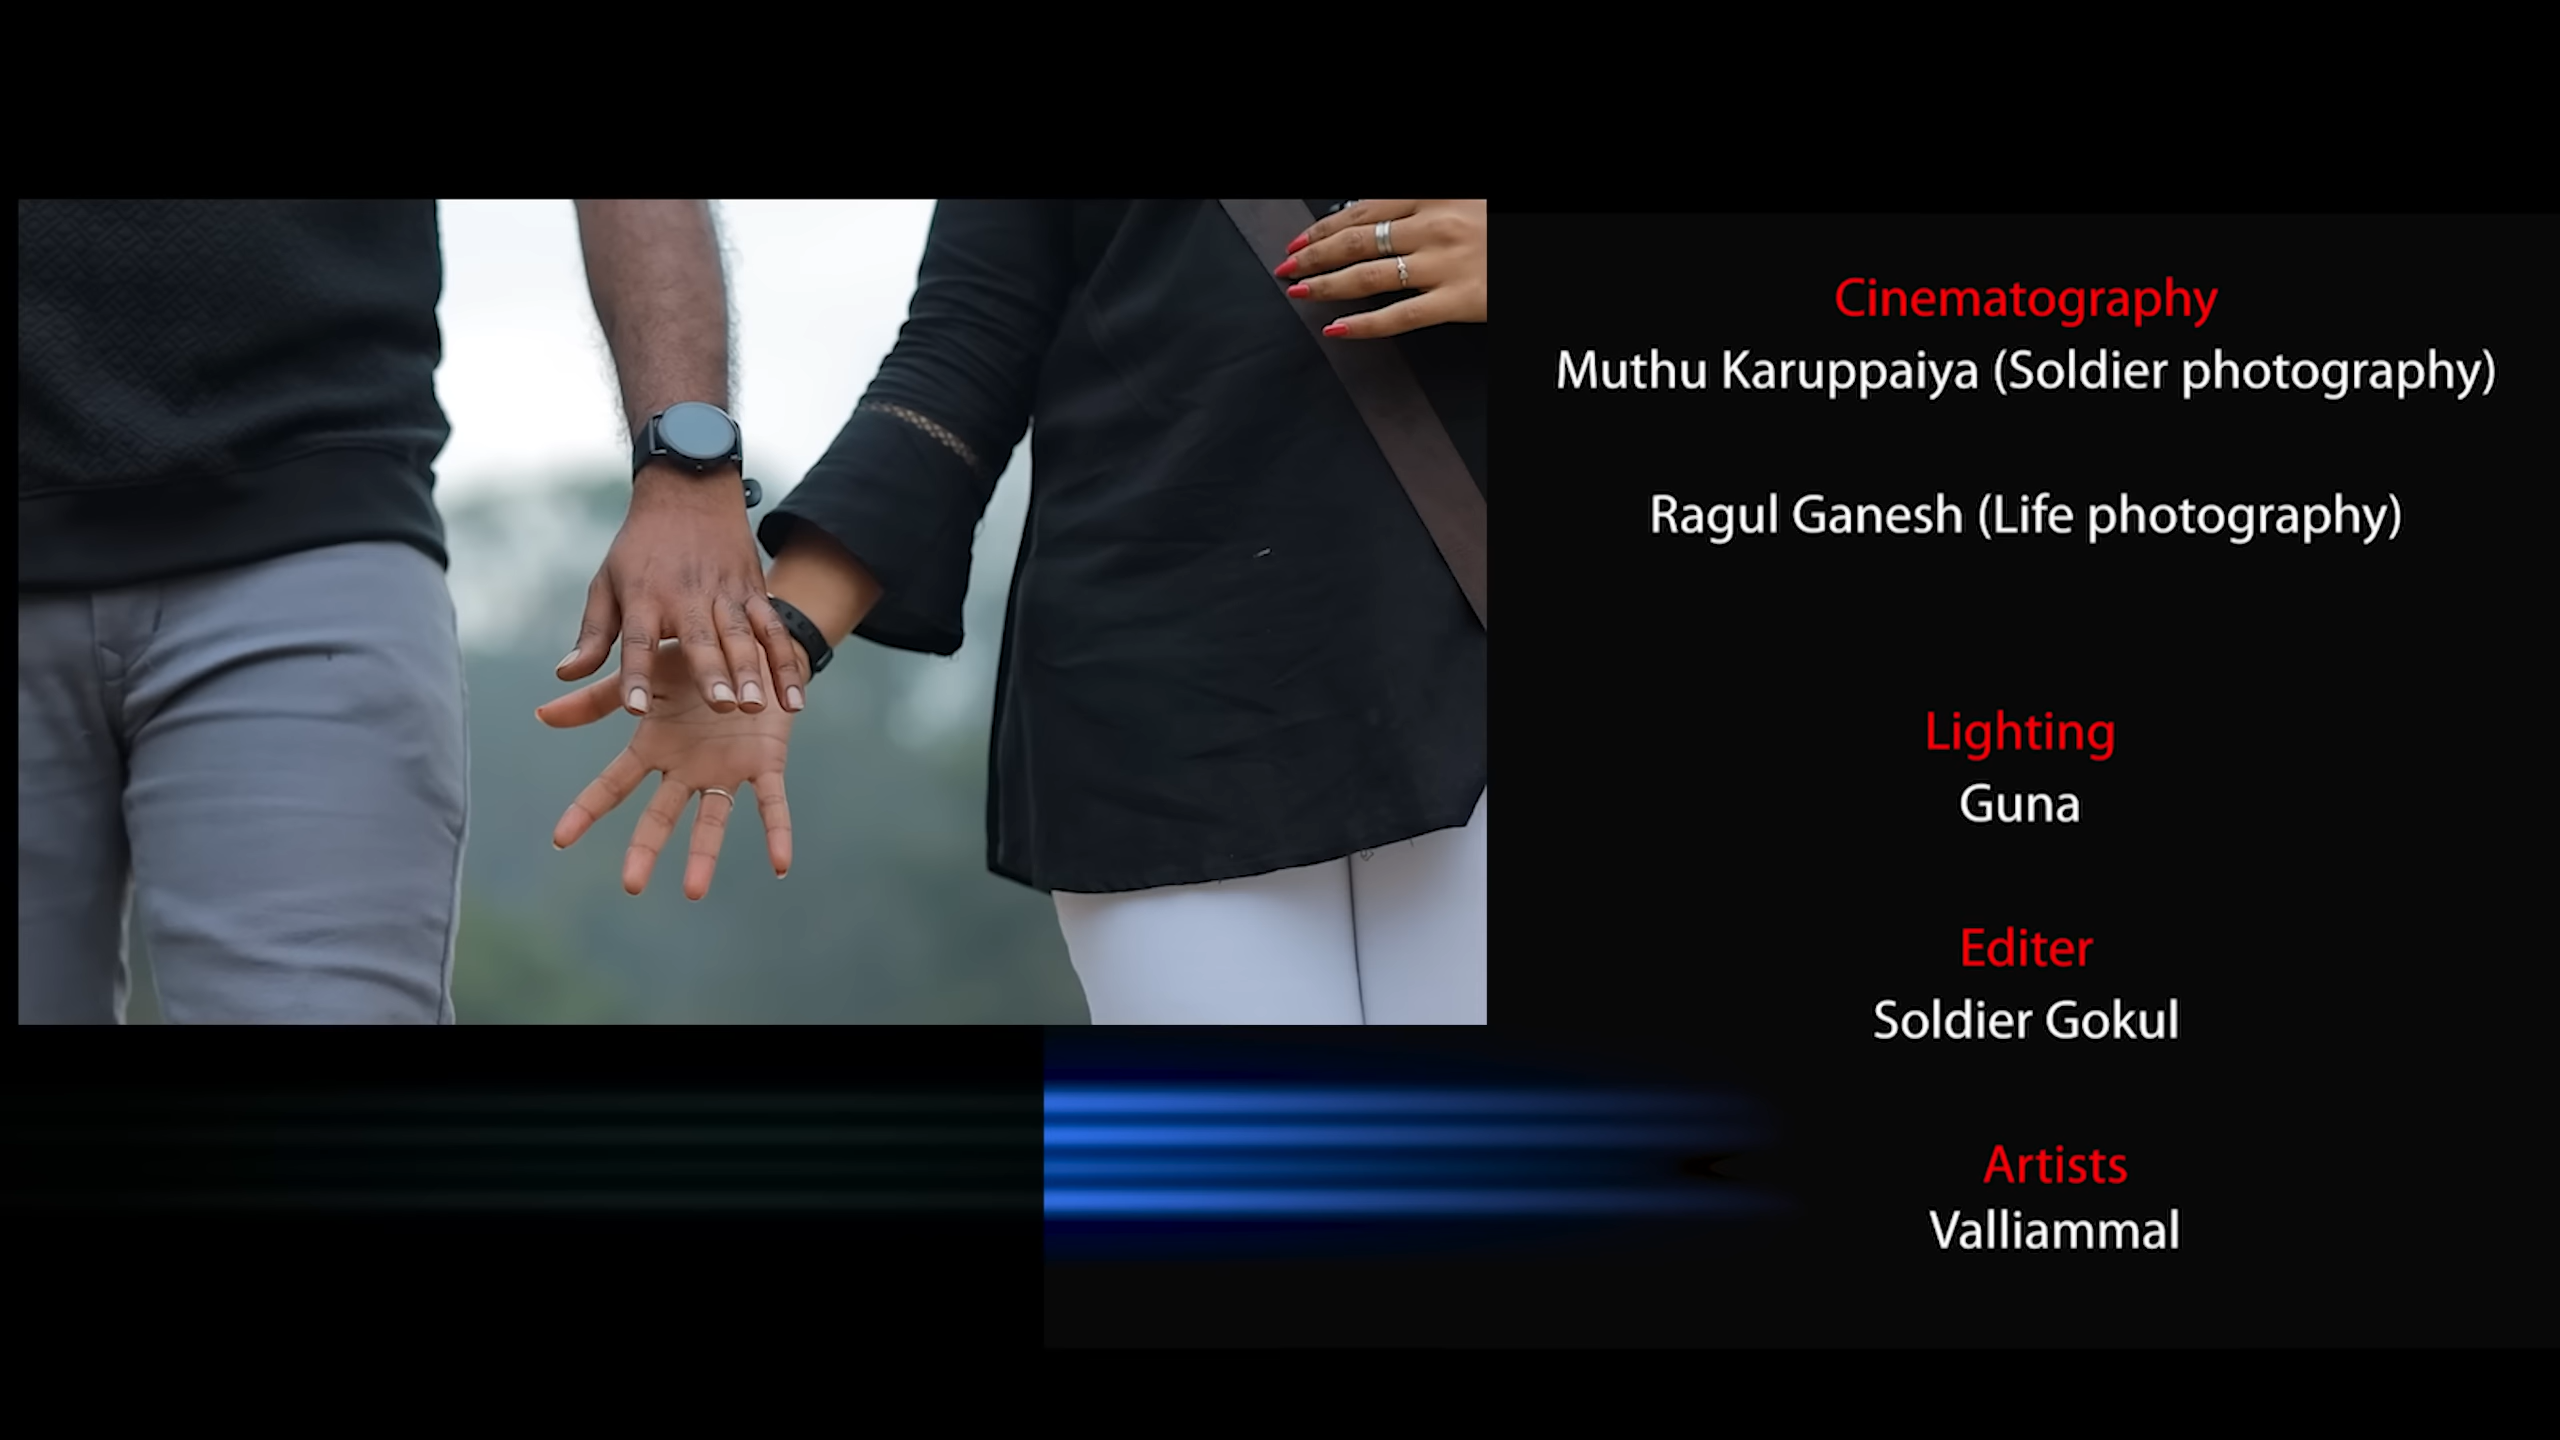 Cinematography
Muthu Karuppaiya (Soldier photography)
Ragul Ganesh (Life photography)
Lighting
Guna
Editer
Soldier Gokul
Artists
Valliammal